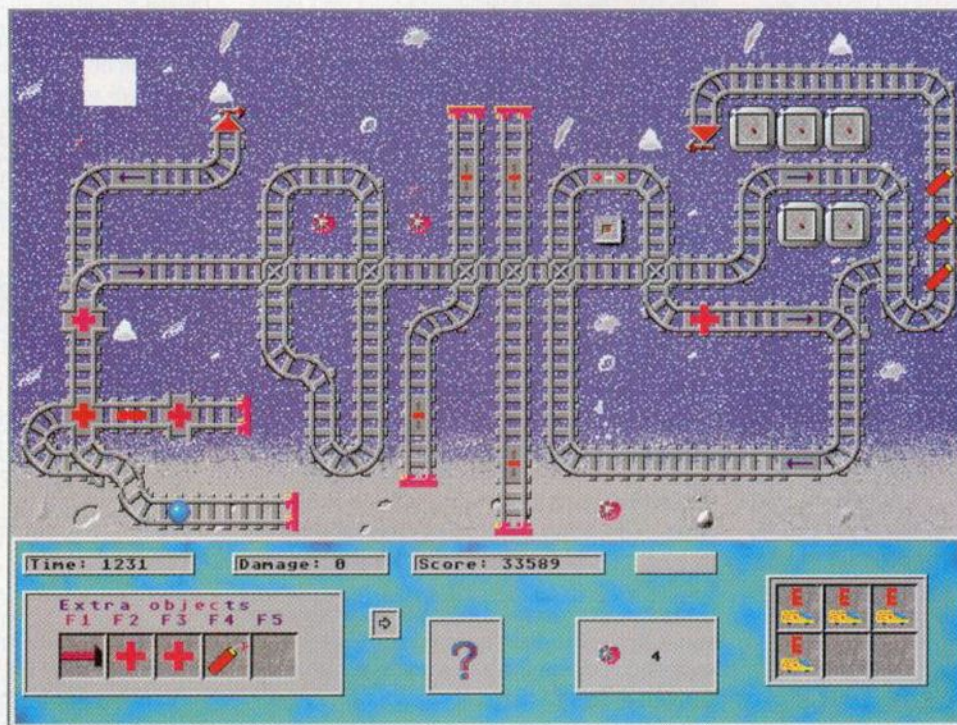 Time: 1231
Damage: 0
Score: 33589
Extra objects
F1 F2 F3 F4 F5
?
4
E E E
E